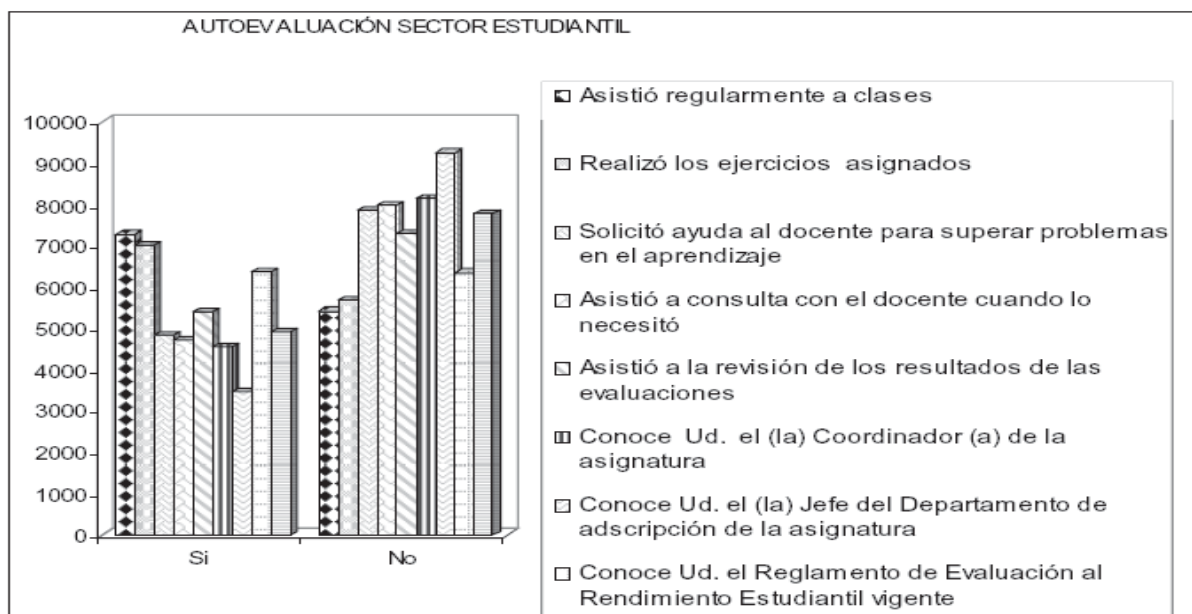 AUTOEVALUACIÓN SECTOR ESTUDIANTIL
10000
9000
8000
7000
6000
5000
4000
3000
2000
1000
0
Si
No
Asistió regularmente a clases
Realizó los ejercicios asignados
Solicitó ayuda al docente para superar problemas
en el aprendizaje
Asistió a consulta con el docente cuando lo
necesitó
Asistió a la revisión de los resultados de las
evaluaciones
Conoce Ud. el (la) Coordinador (a) de la
asignatura
Conoce Ud. el (la) Jefe del Departamento de
adscripción de la asignatura
Conoce Ud. el Reglamento de Evaluación al
Rendimiento Estudiantil vigente